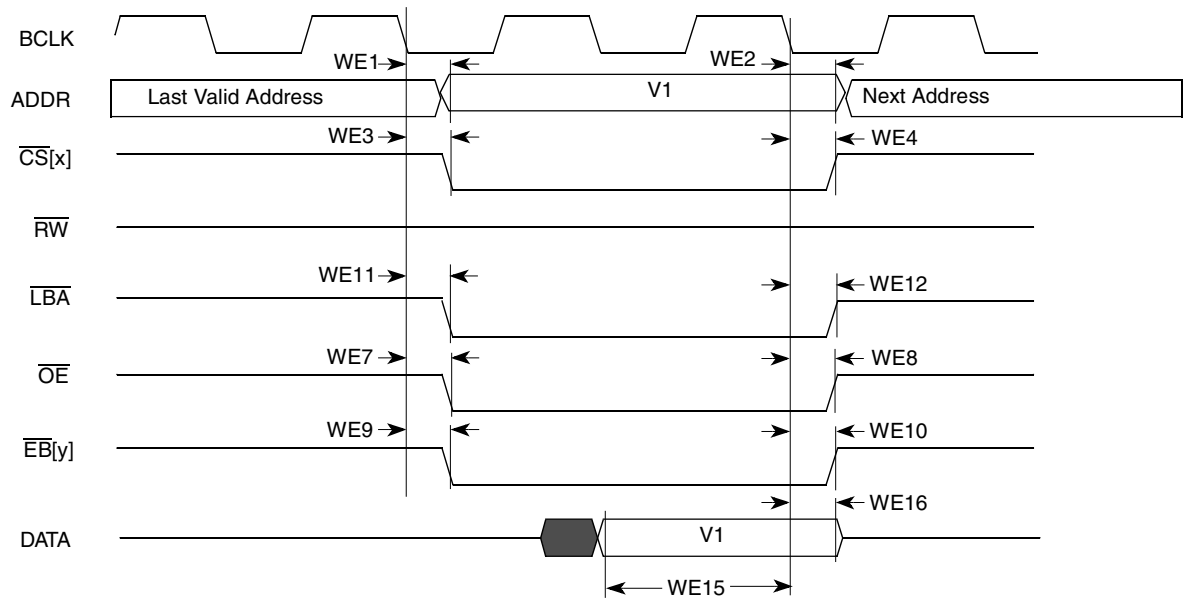 BCLK
WE1 WE2
ADDR Last Valid Address V1 Next Address
WE3 WE4
CS[x]
RW
WE11 WE12
LBA
WE7 WE8
OE
WE9 WE10
EB[y]
WE16
DATA V1
WE15